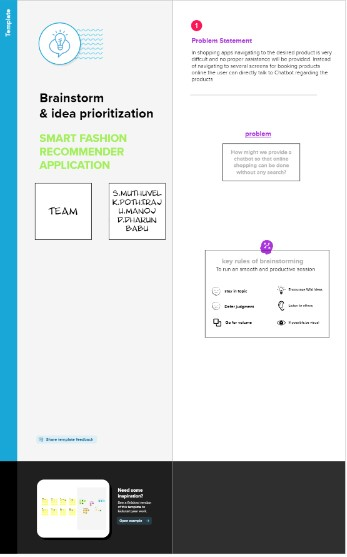 Template
Brainstorm
& idea prioritization
SMART FASHION
RECOMMENDER
APPLICATION
TEAM
S.MUTHUVEL
K.POTHIRAJ
U.MANOJ
D.DHARUN
BABU
Share template feedback
Need some
inspiration?
See a finished version
of this template to
kickstart your work.
Open example
1
Problem Statement
In shopping apps navigating to the desired product is very
difficult and no proper assistance will be provided. Instead
of navigating to several screens for booking products
online the user can directly talk to Chatbot regarding the
products
problem
How might we provide a
chatbot so that online
shopping can be done
without any search?
key rules of brainstorming
To run an smooth and productive session
Stay in topic.
Encourage wild ideas.
Defer judgment.
Listen to others.
Go for volume.
If possible, be visual.